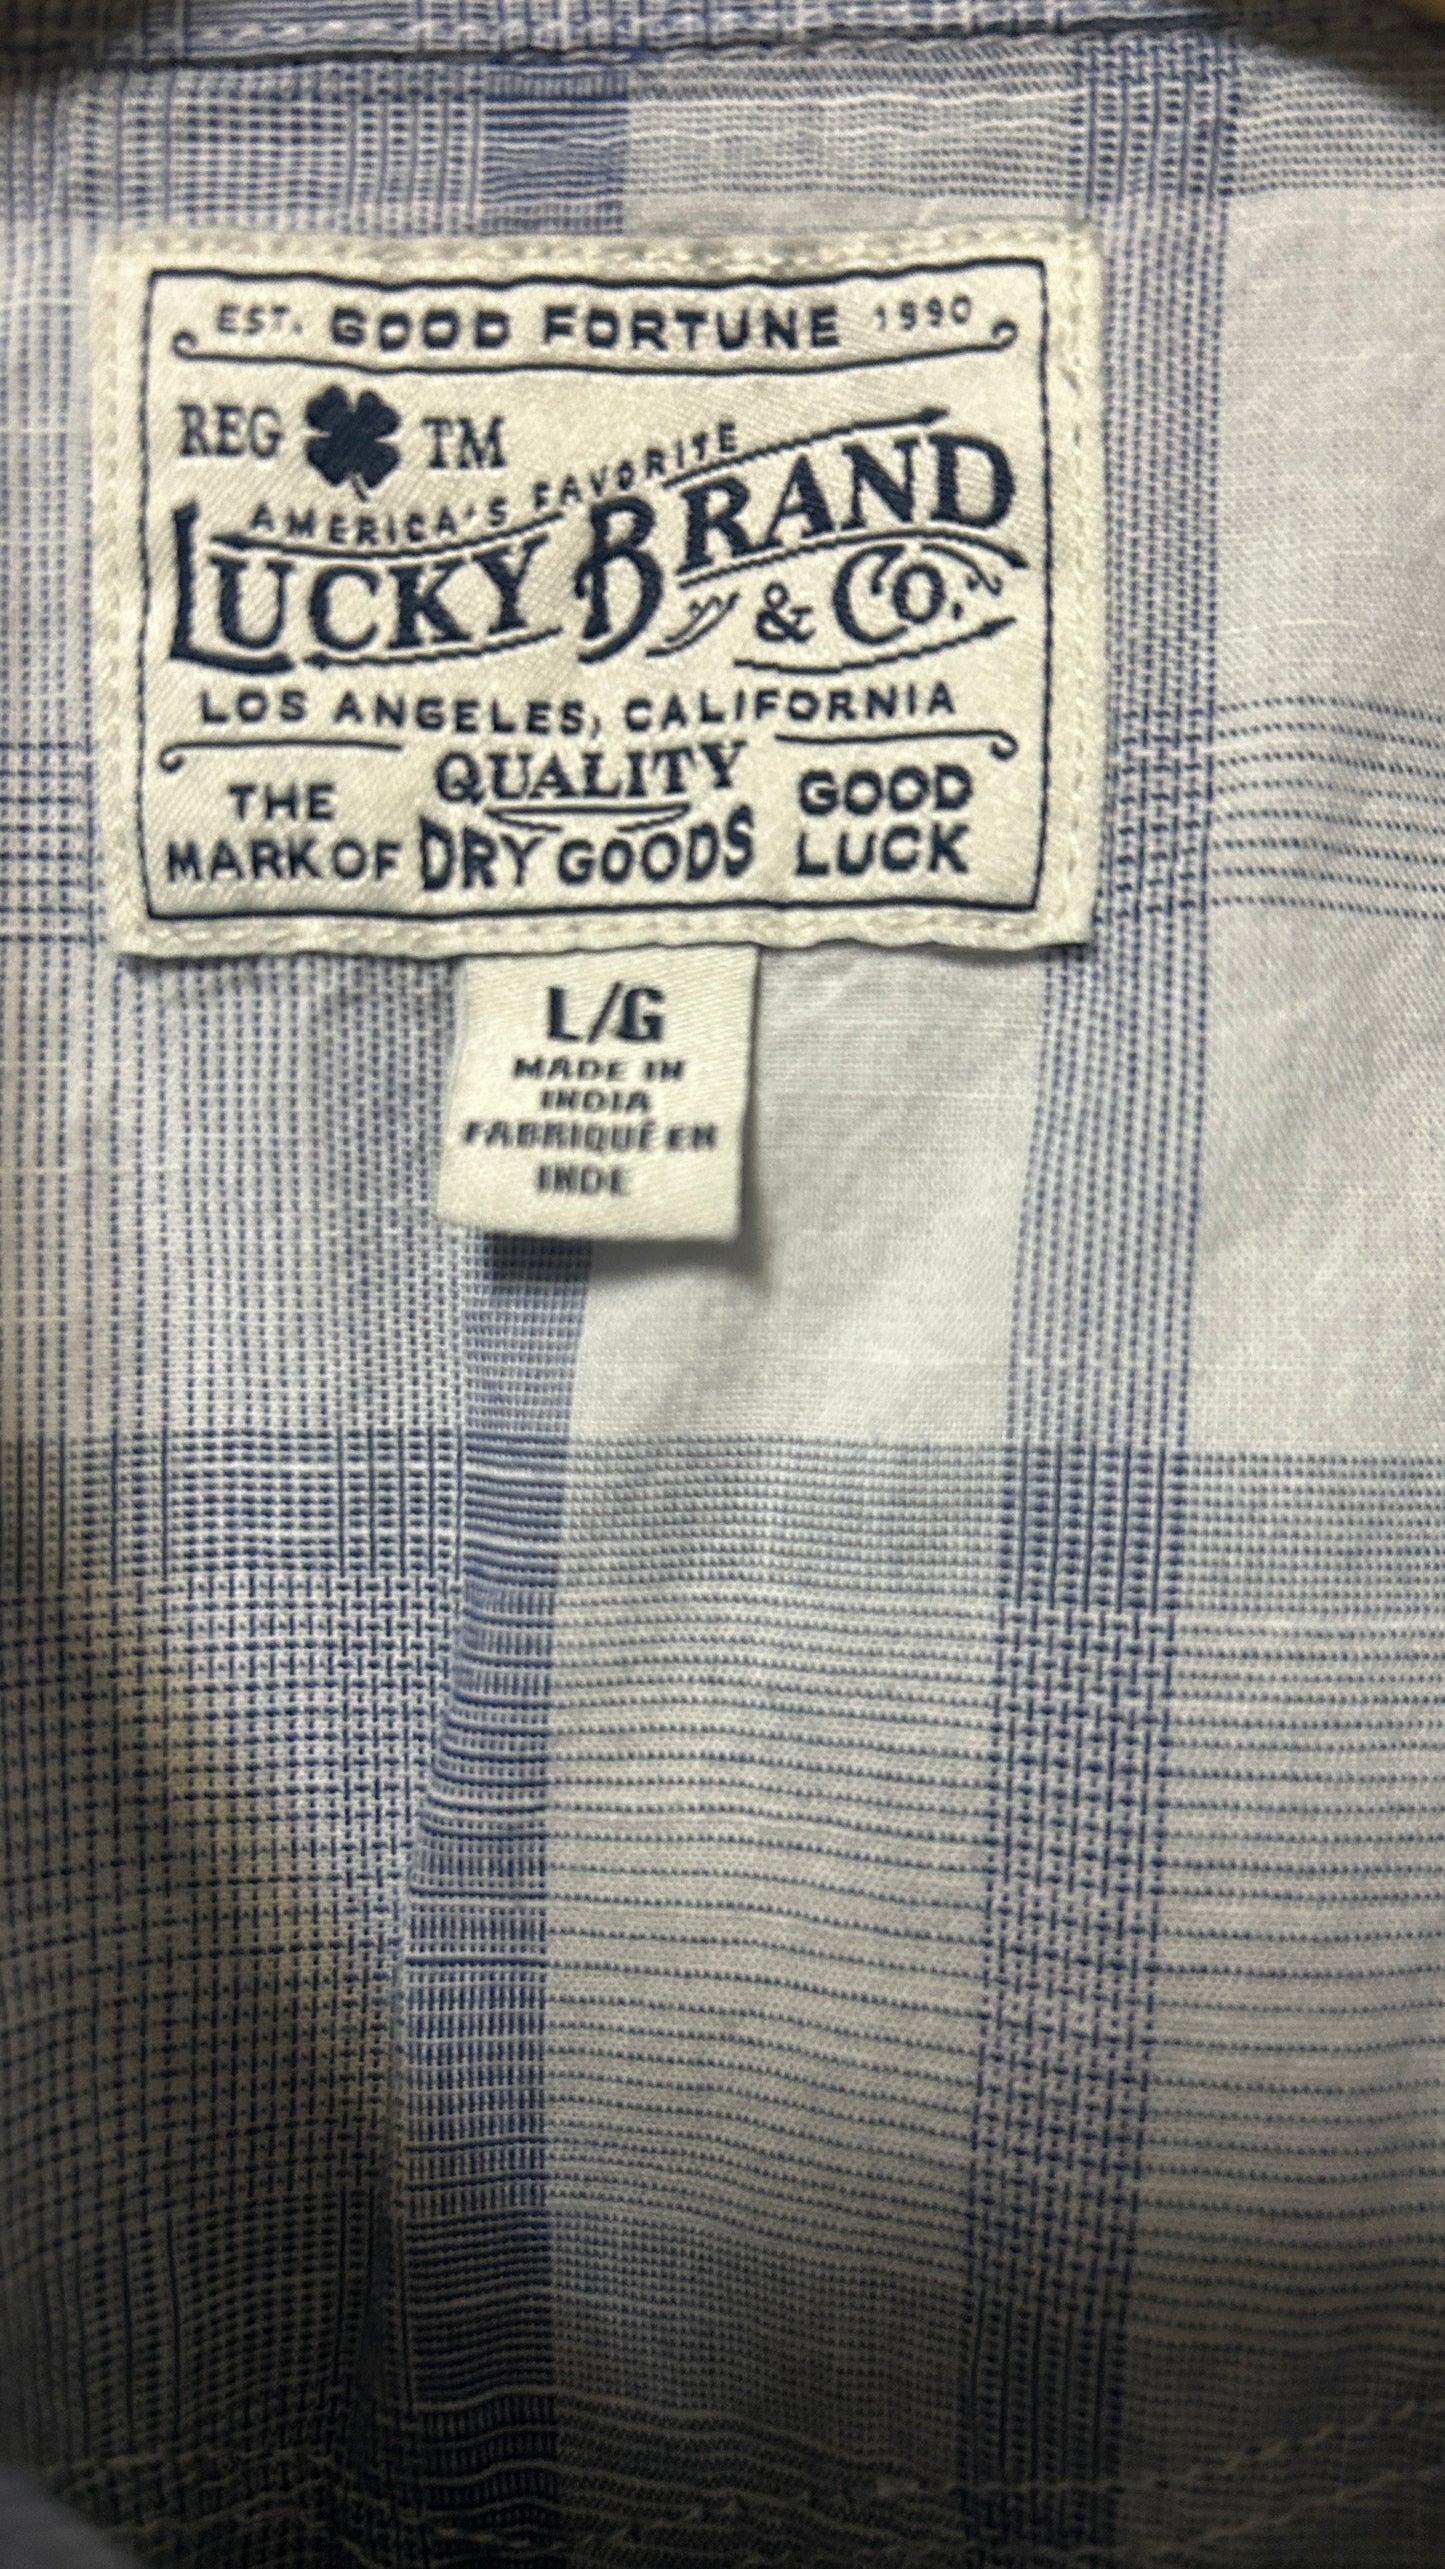 EST. GOOD FORTUNE 1990
REG TM
AMERICA'S FAVORITE
LUCKY BRAND
& CO.
LOS ANGELES, CALIFORNIA
THE MARK OF
QUALITY
DRY GOODS
GOOD
LUCK
L/G
MADE IN
INDIA
FABRIQUÉ EN
INDE